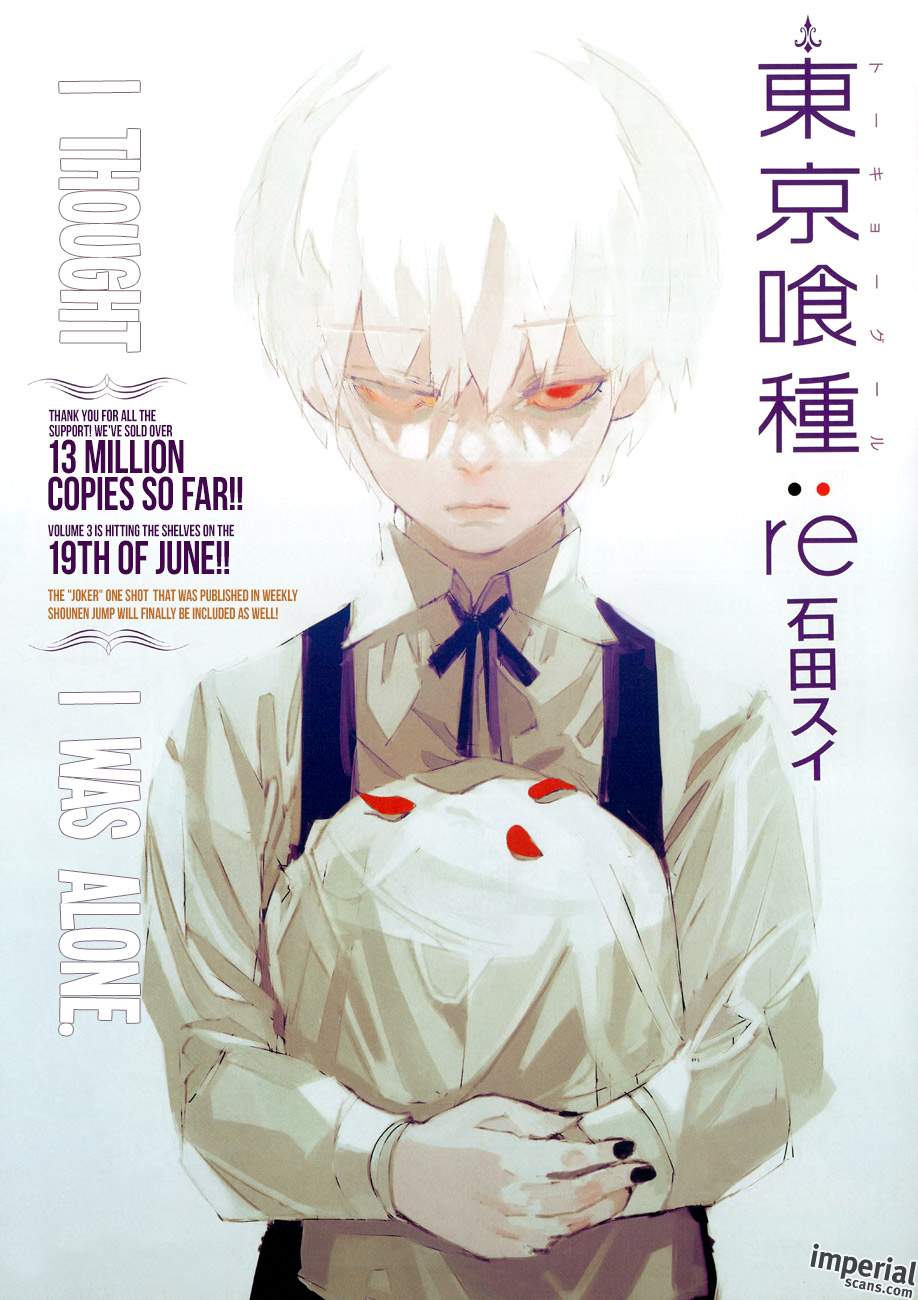 東京喰種
トーキョーグール
:re
石田スイ
I THOUGHT
THANK YOU FOR ALL THE
SUPPORT! WE'VE SOLD OVER
13 MILLION
COPIES SO FAR!!
VOLUME 3 IS HITTING THE SHELVES ON THE
19TH OF JUNE!!
THE "JOKER" ONE SHOT THAT WAS PUBLISHED IN WEEKLY
SHOUNEN JUMP WILL FINALLY BE INCLUDED AS WELL!
I WAS ALONE.
imperial
scans.com